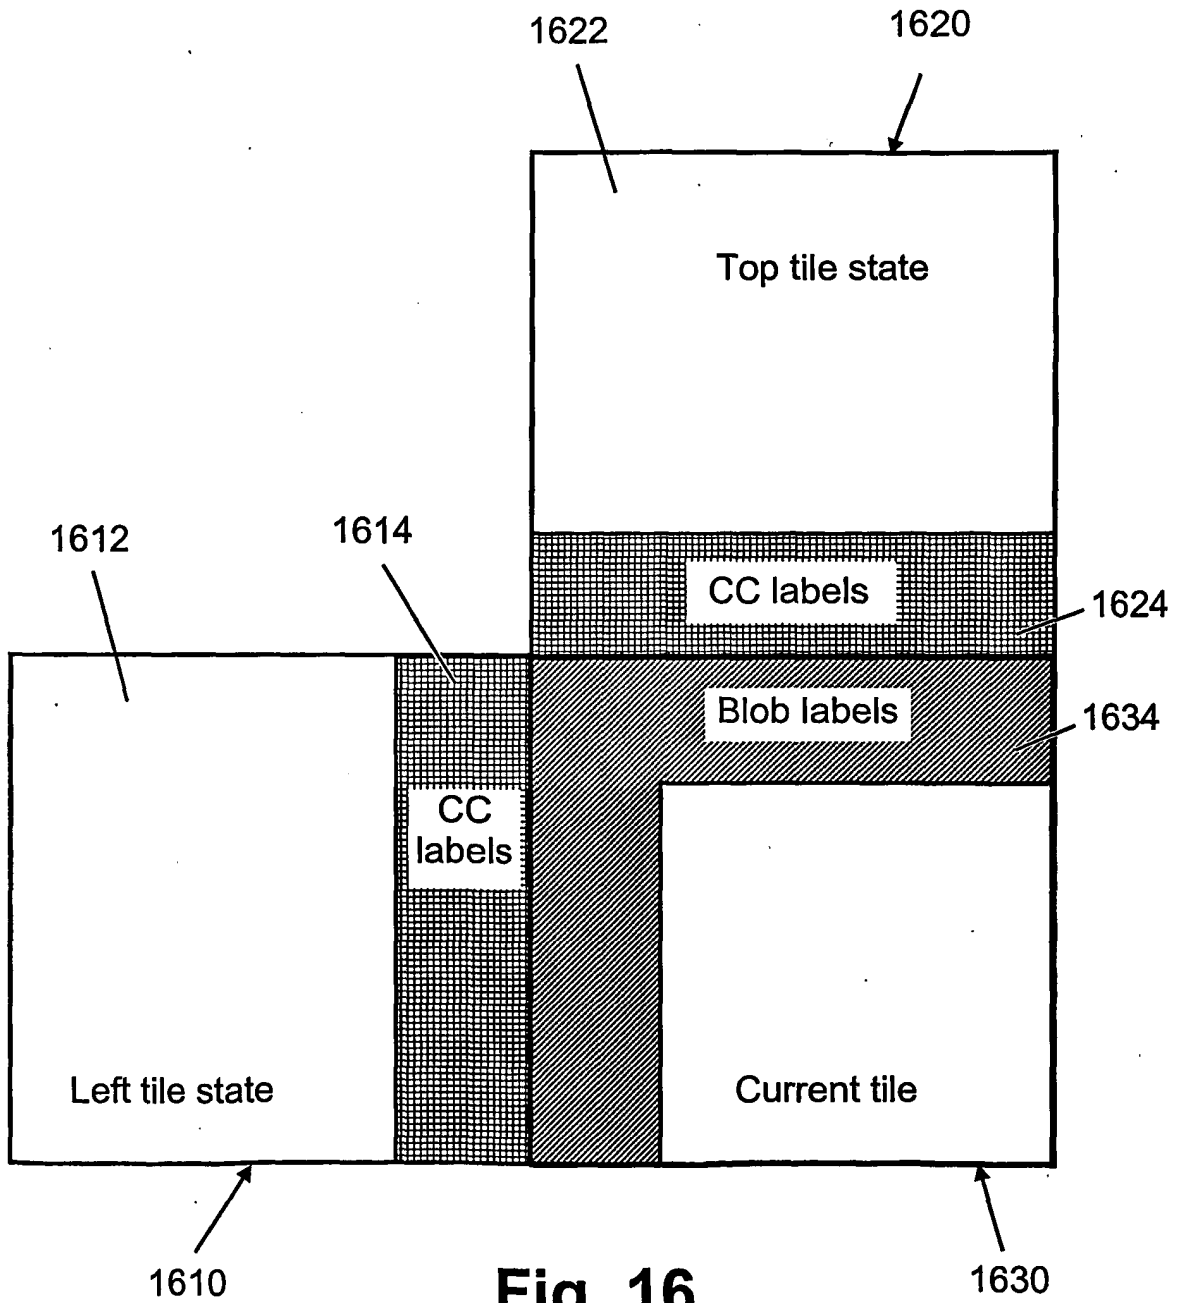 1622
1620
Top tile state
1612
1614
CC labels
1624
Blob labels
1634
CC
labels
Left tile state
Current tile
1610
Fig. 16
1630